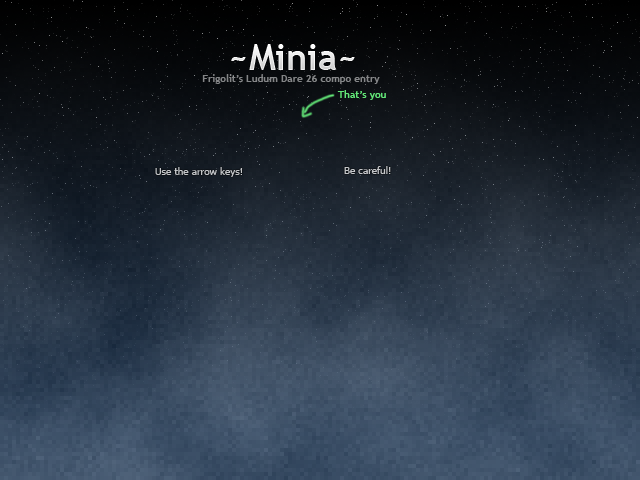 ~Minia~
Frigolit's Ludum Dare 26 compo entry
That's you
Use the arrow keys!
Be careful!